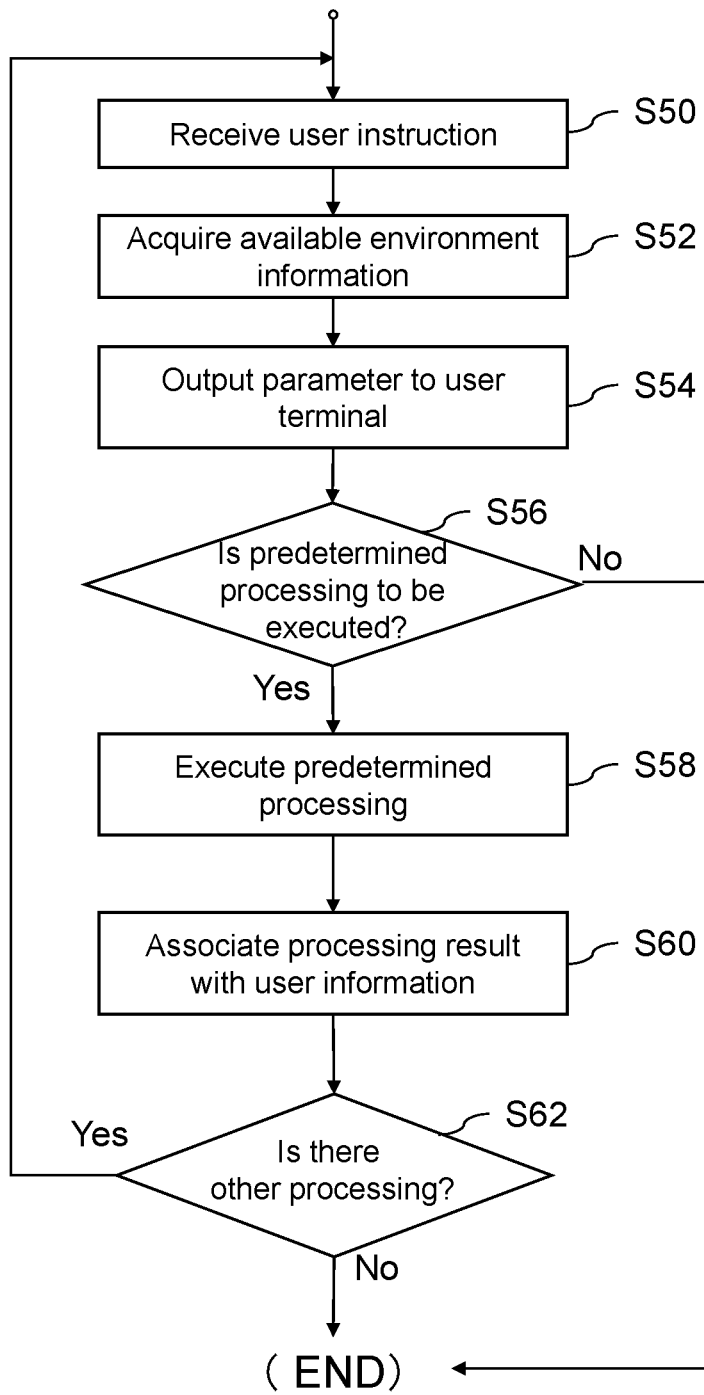 Receive user instruction
S50
Acquire available environment
information
S52
Output parameter to user
terminal
S54
S56
Is predetermined
processing to be
executed?
No
Yes
Execute predetermined
processing
S58
Associate processing result
with user information
S60
S62
Yes
Is there
other processing?
No
( END )